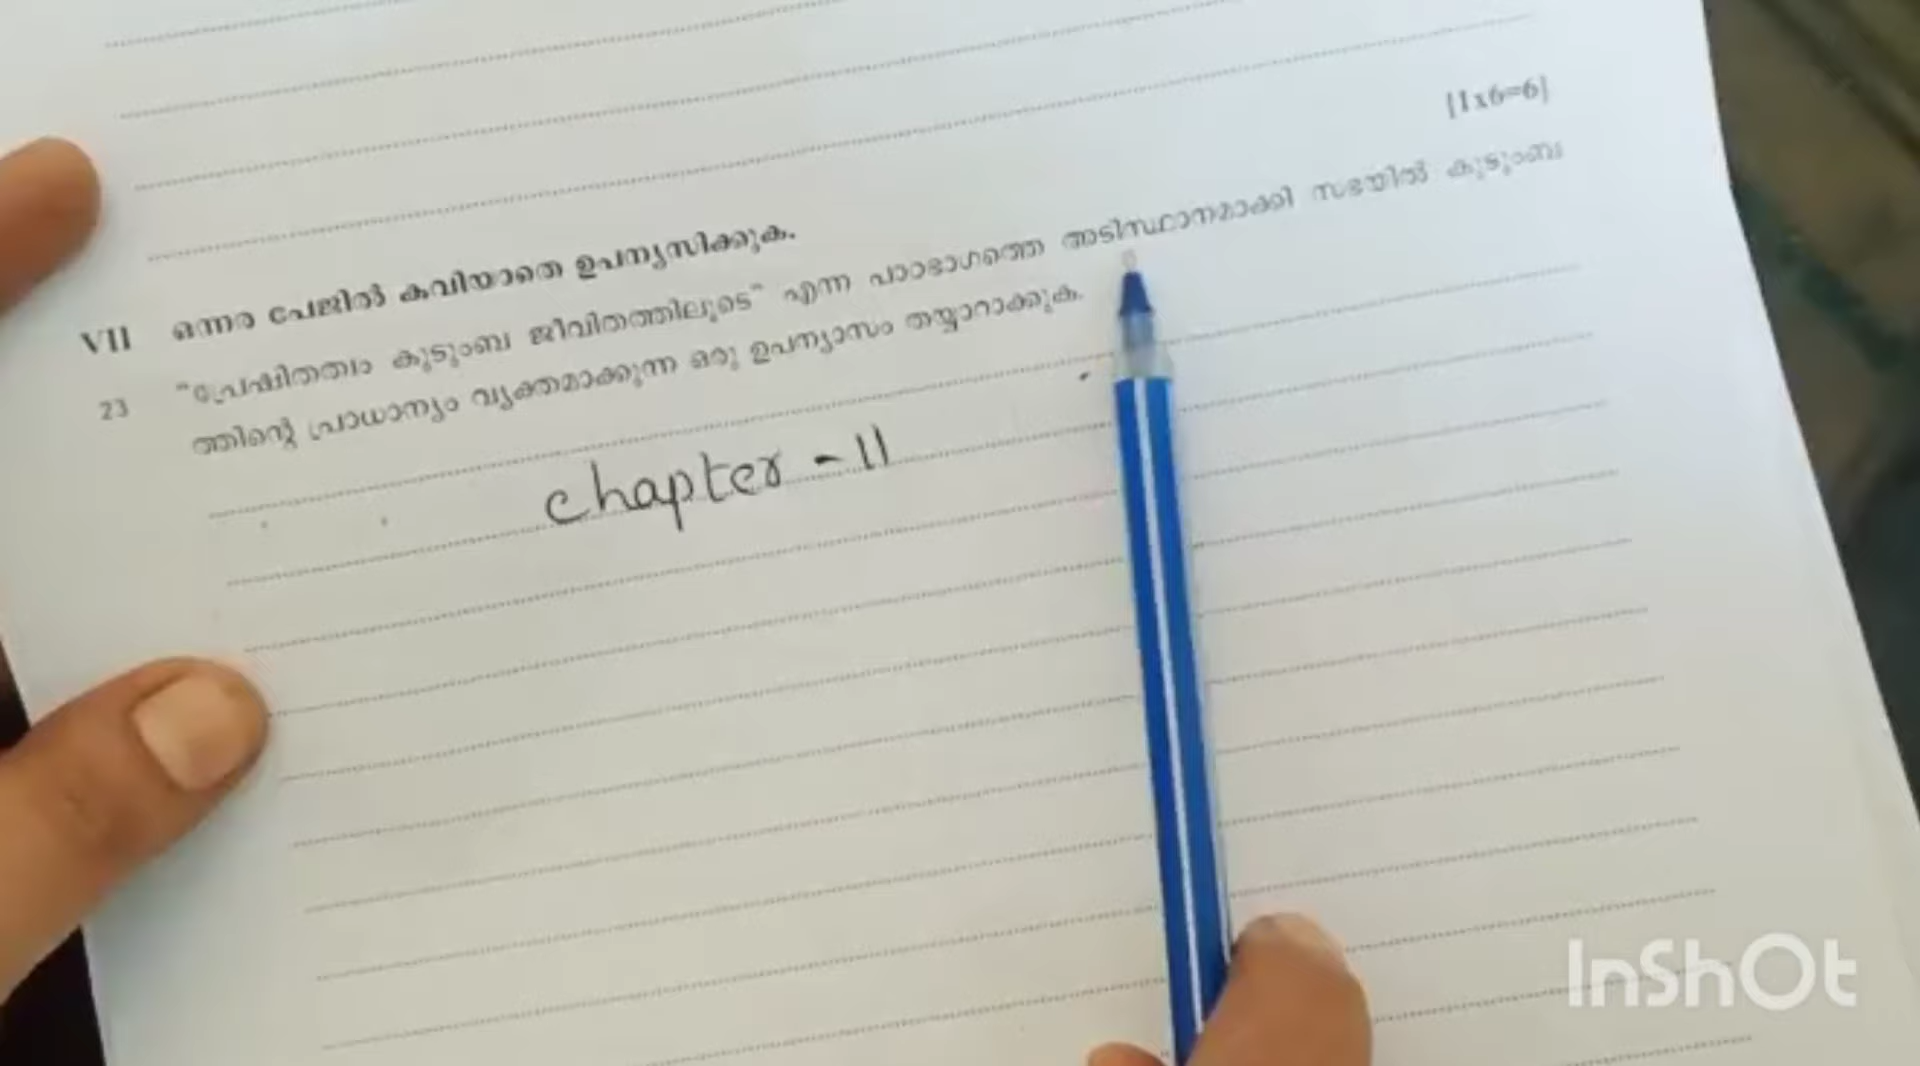 [1x6=6]
VII ഒന്നര പേജിൽ കവിയാതെ ഉപന്യസിക്കുക.
23 "പ്രേഷിതത്വം കുടുംബ ജീവിതത്തിലൂടെ" എന്ന പാഠഭാഗത്തെ അടിസ്ഥാനമാക്കി സഭയിൽ കുടുംബ
ത്തിന്റെ പ്രാധാന്യം വ്യക്തമാക്കുന്ന ഒരു ഉപന്യാസം തയ്യാറാക്കുക.
chapter - 11
InShOt